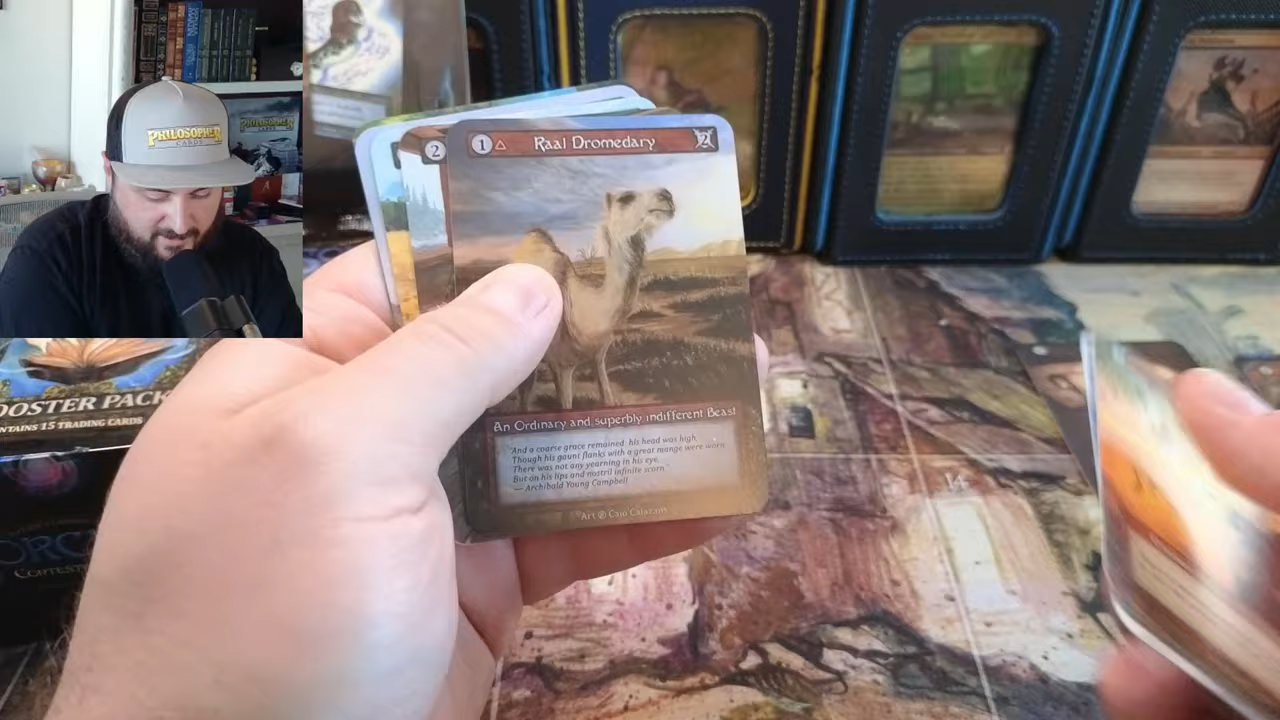 PHILOSOPHER
CARDS
PHILOSOPHER
CARDS
2
1 Raal Dromedary 2
An Ordinary and superbly indifferent Beast
"And a coarse grace remained; his head was high,
Though his gaunt flanks with a great mange were worn
There was not any yearning in his eye,
But on his lips and nostril infinite scorn."
— Archibald Young Campbell
Art @ Caio Calazans
OOSTER PACK
NTAINS 15 TRADING CARDS
ORC
CONTEST